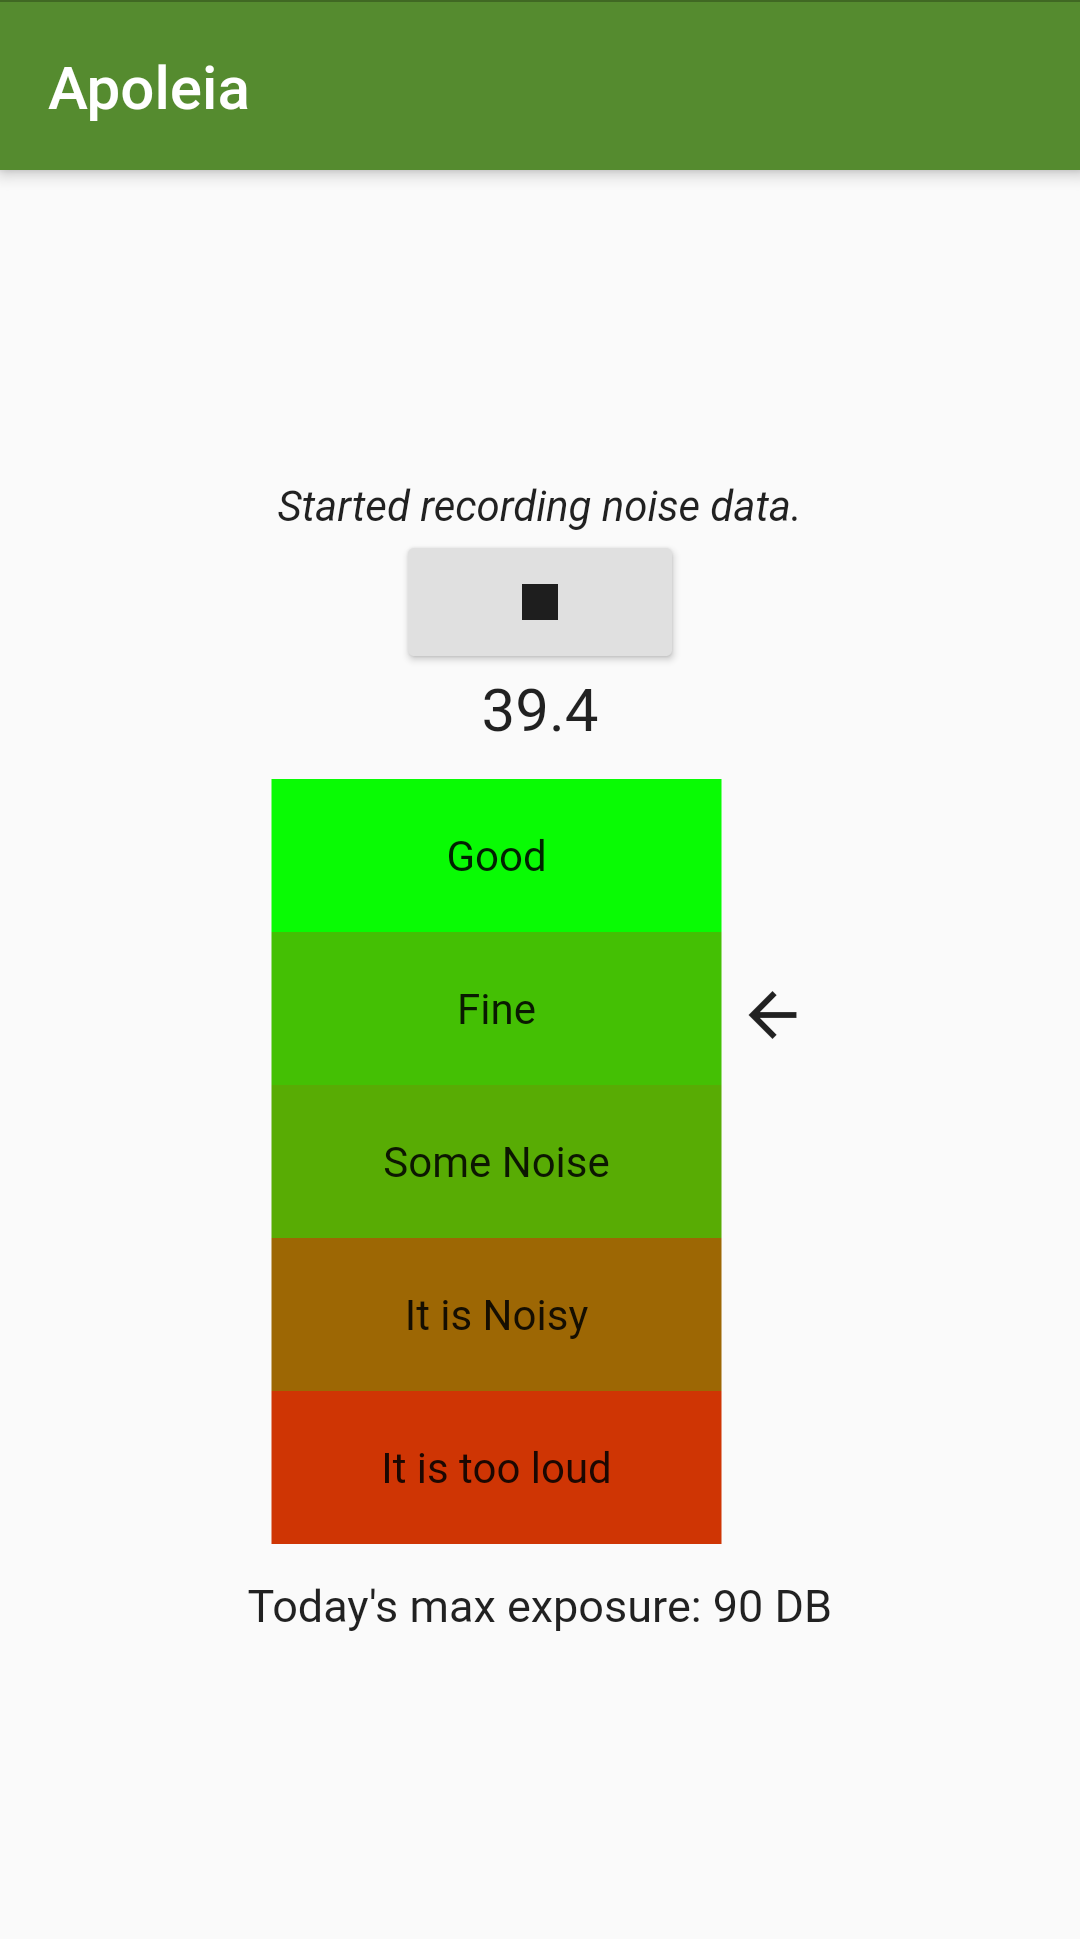 Apoleia
Started recording noise data.
39.4
Good
Fine
Some Noise
It is Noisy
It is too loud
Today's max exposure: 90 DB